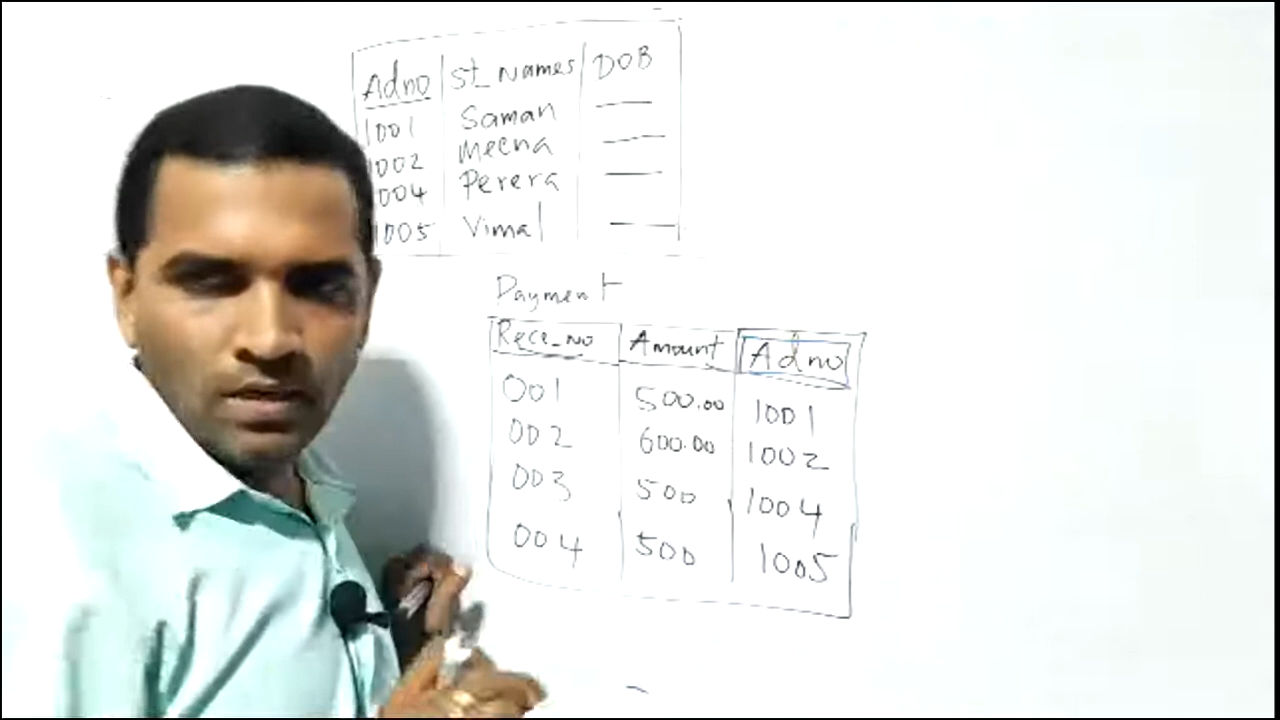 Adno St_Names DOB
1001 Saman
1002 Meena
1004 Perera
1005 Vimal
Payment
Rece_No Amount Adno
001 500.00 1001
002 600.00 1002
003 500 1004
004 500 1005